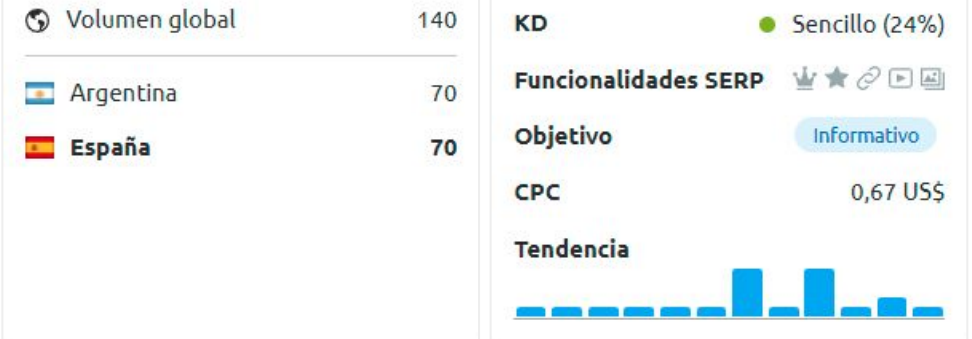 Volumen global 140
Argentina 70
España 70
KD Sencillo (24%)
Funcionalidades SERP
Objetivo Informativo
CPC 0,67 US$
Tendencia